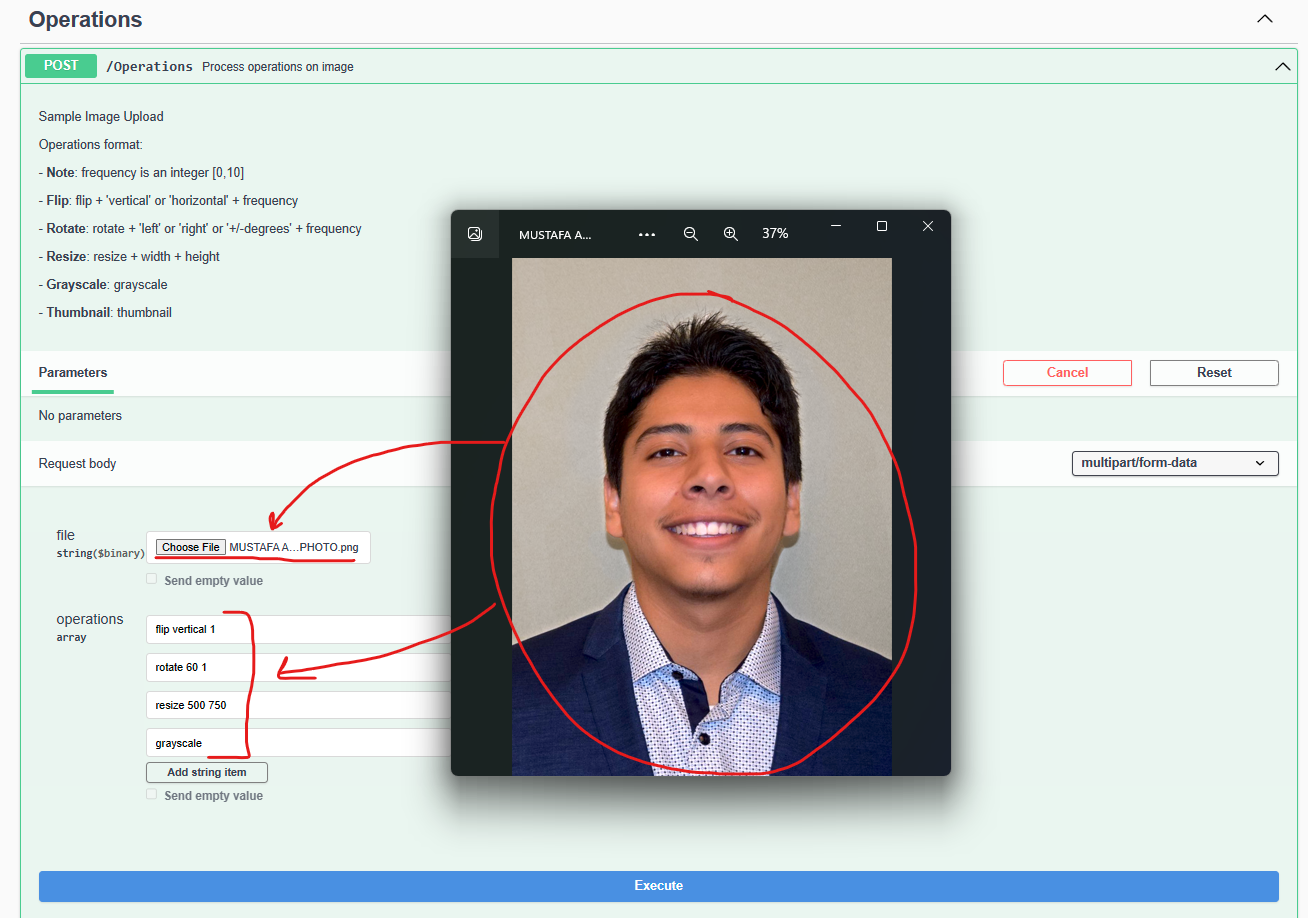 Operations
POST /Operations Process operations on image
Sample Image Upload
Operations format:
- Note: frequency is an integer [0,10]
- Flip: flip + 'vertical' or 'horizontal' + frequency
- Rotate: rotate + 'left' or 'right' or '+/-degrees' + frequency
- Resize: resize + width + height
- Grayscale: grayscale
- Thumbnail: thumbnail
MUSTAFA A... ••• 37%
Parameters
Cancel Reset
No parameters
Request body
multipart/form-data
file
string($binary)
Choose File MUSTAFA A...PHOTO.png
Send empty value
operations
array
flip vertical 1
rotate 60 1
resize 500 750
grayscale
Add string item
Send empty value
Execute